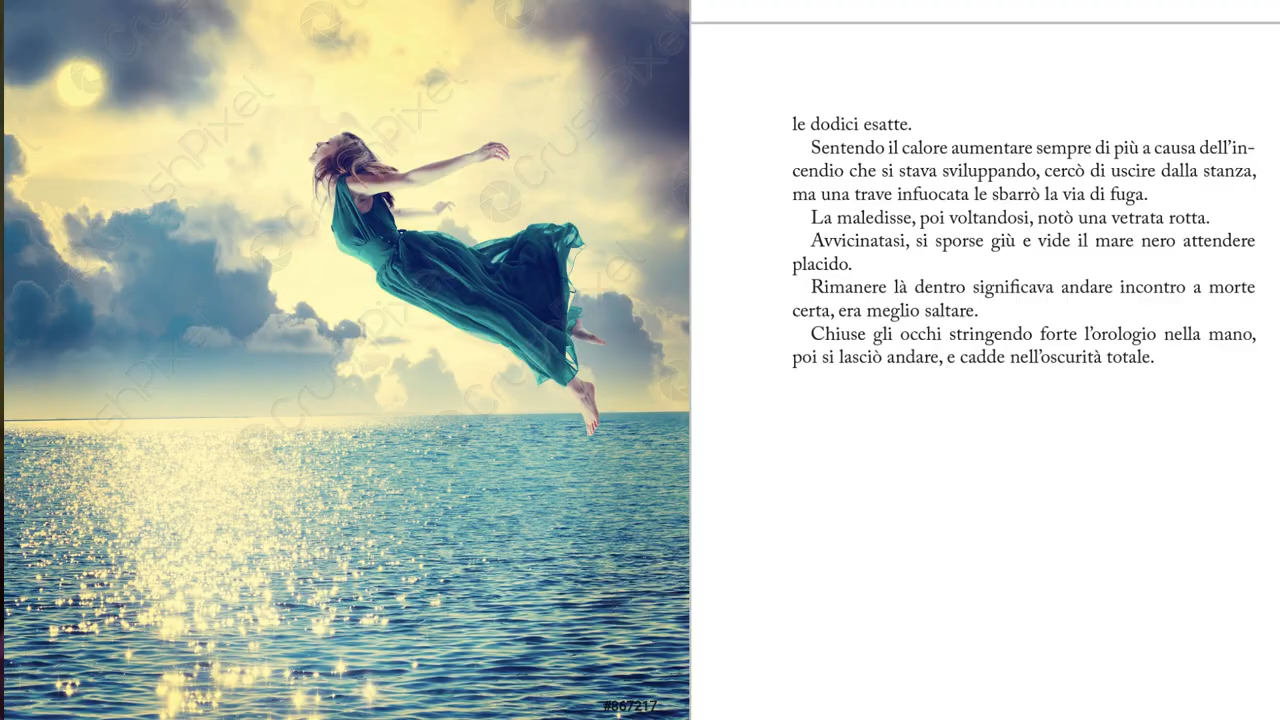 le dodici esatte.
Sentendo il calore aumentare sempre di più a causa dell'in-
cendio che si stava sviluppando, cercò di uscire dalla stanza,
ma una trave infuocata le sbarrò la via di fuga.
La maledisse, poi voltandosi, notò una vetrata rotta.
Avvicinatasi, si sporse giù e vide il mare nero attendere
placido.
Rimanere là dentro significava andare incontro a morte
certa, era meglio saltare.
Chiuse gli occhi stringendo forte l'orologio nella mano,
poi si lasciò andare, e cadde nell'oscurità totale.
CrushPixel
#867217